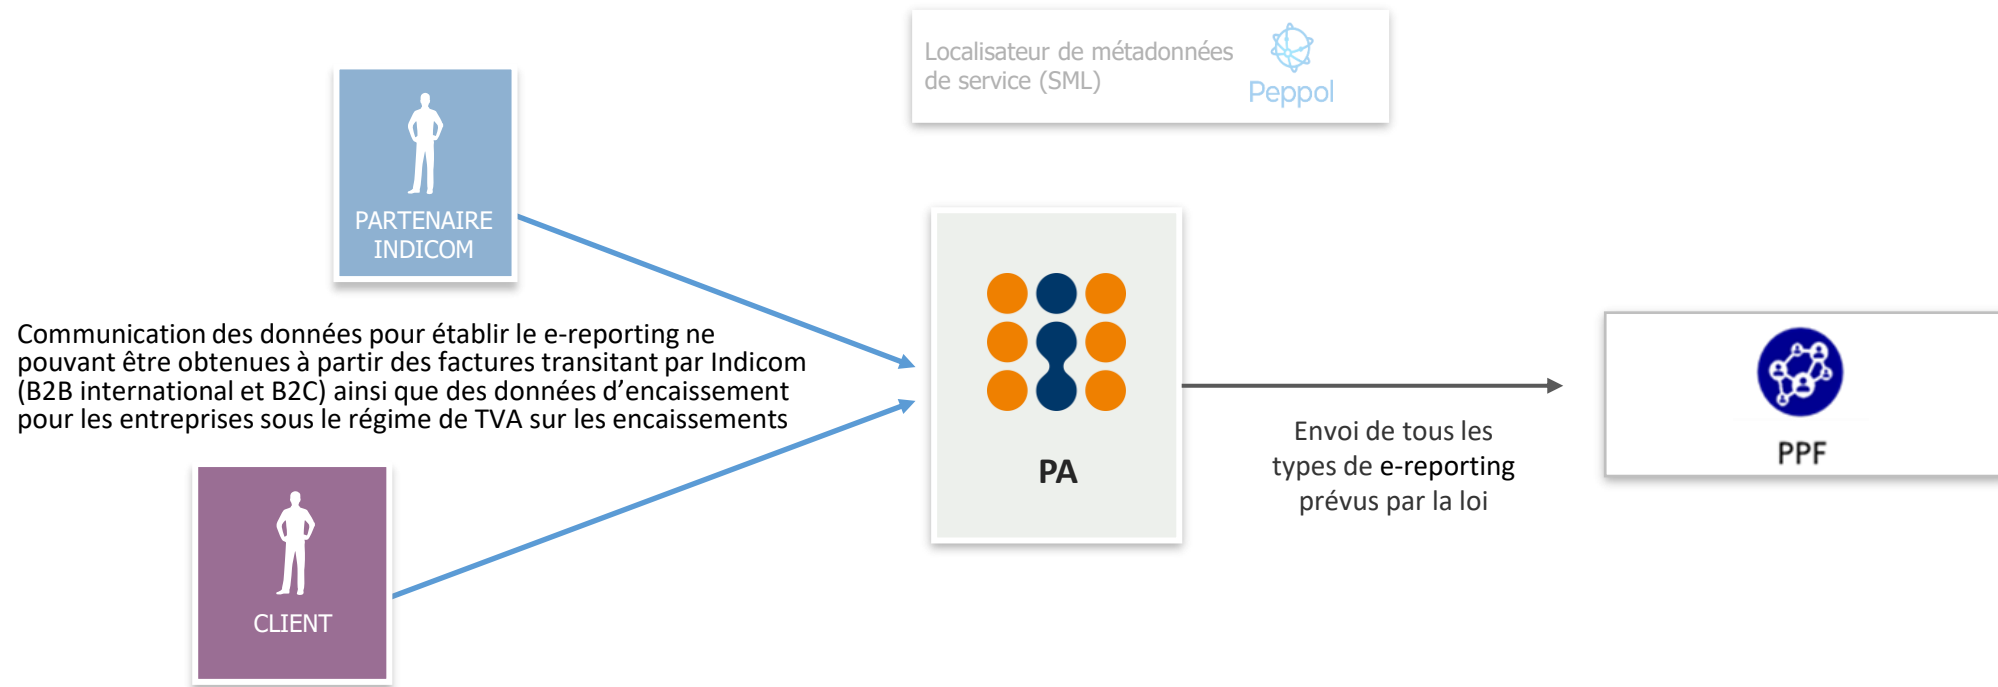 Localisateur de métadonnées
de service (SML)
Peppol
PARTENAIRE
INDICOM
Communication des données pour établir le e-reporting ne
pouvant être obtenues à partir des factures transitant par Indicom
(B2B international et B2C) ainsi que des données d’encaissement
pour les entreprises sous le régime de TVA sur les encaissements
CLIENT
PA
Envoi de tous les
types de e-reporting
prévus par la loi
PPF